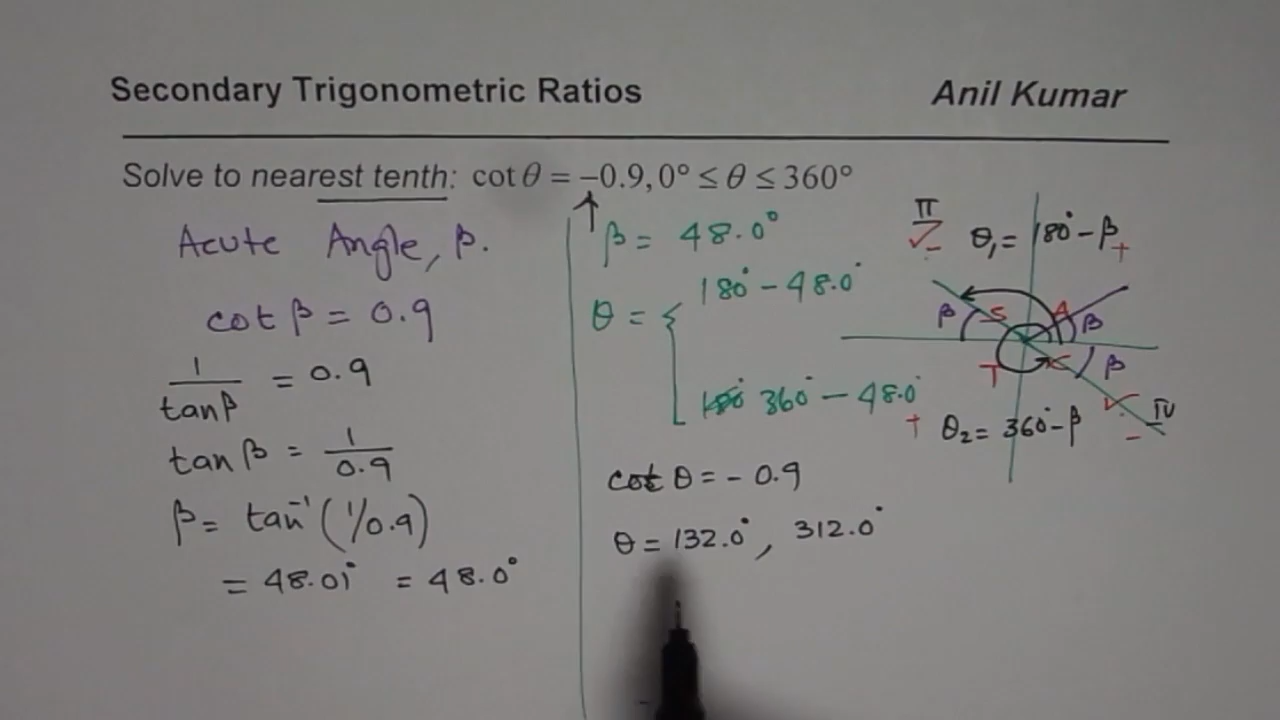 Secondary Trigonometric Ratios Anil Kumar
Solve to nearest tenth: cot θ = −0.9, 0° ≤ θ ≤ 360°
Acute Angle, β.
cot β = 0.9
1/tanβ = 0.9
tan β = 1/0.9
β = tan⁻¹(1/0.9)
= 48.01° = 48.0°
β = 48.0°
θ = { 180° − 48.0°
360° − 48.0°
cot θ = − 0.9
θ = 132.0°, 312.0°
II
✓− θ₁ = 180° − β +
β S A β
T C β
+ θ₂ = 360° − β ✓− IV